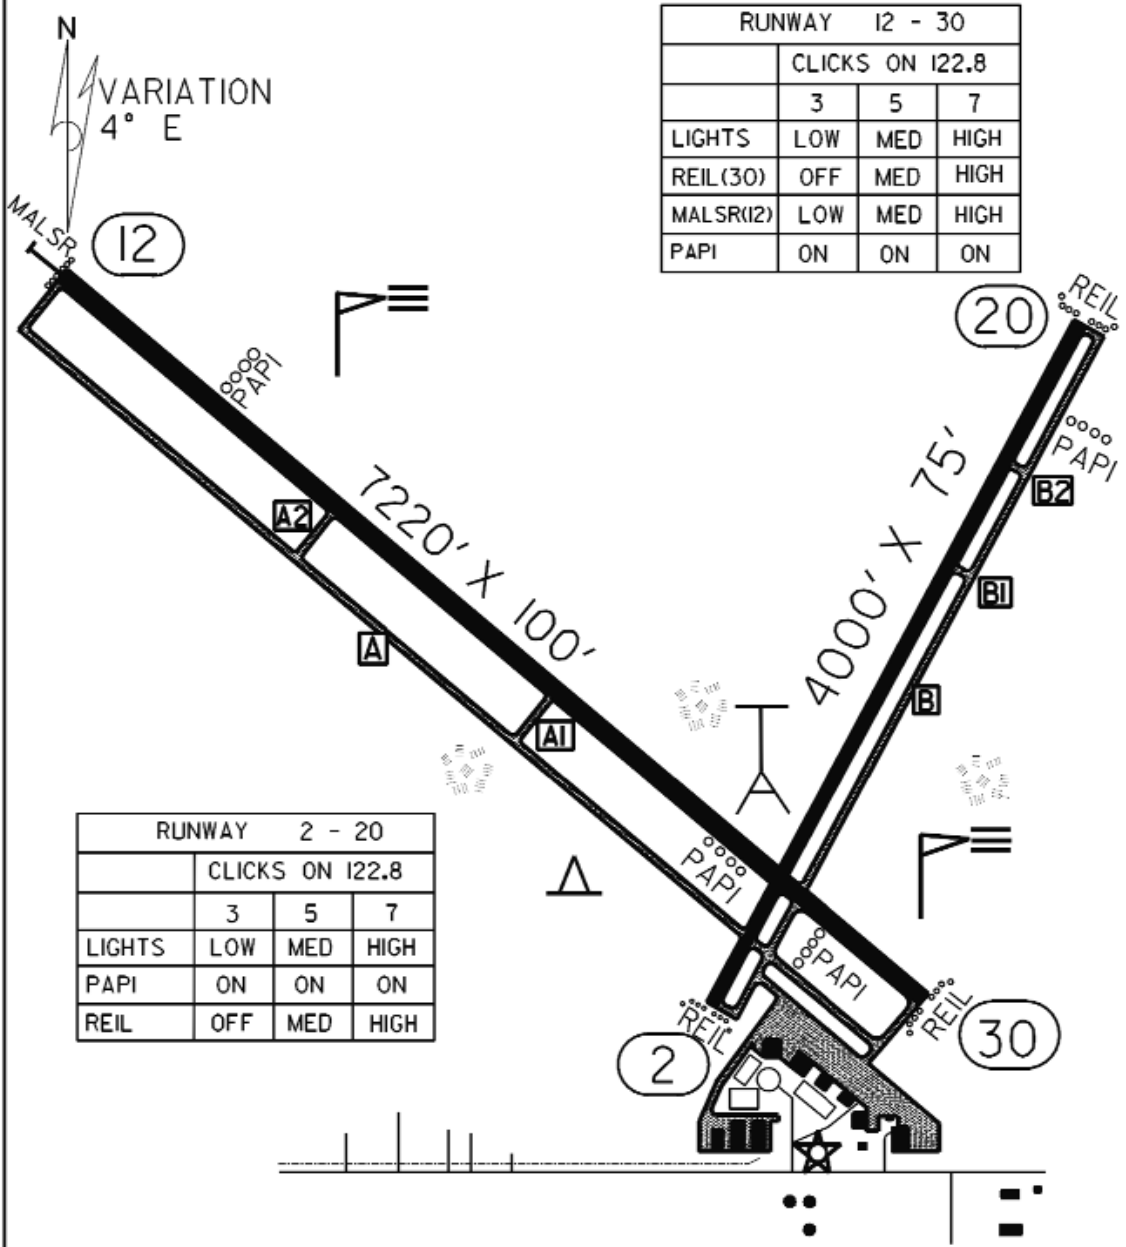 N
VARIATION
4° E
RUNWAY 12 - 30
CLICKS ON 122.8
3 5 7
LIGHTS LOW MED HIGH
REIL(30) OFF MED HIGH
MALSR(12) LOW MED HIGH
PAPI ON ON ON
MALSR
12
20
REIL
PAPI
PAPI
A2
7220' X 100'
4000' X 75'
B2
B1
A
B
A1
RUNWAY 2 - 20
CLICKS ON 122.8
3 5 7
LIGHTS LOW MED HIGH
PAPI ON ON ON
REIL OFF MED HIGH
PAPI
PAPI
REIL
REIL
2
30